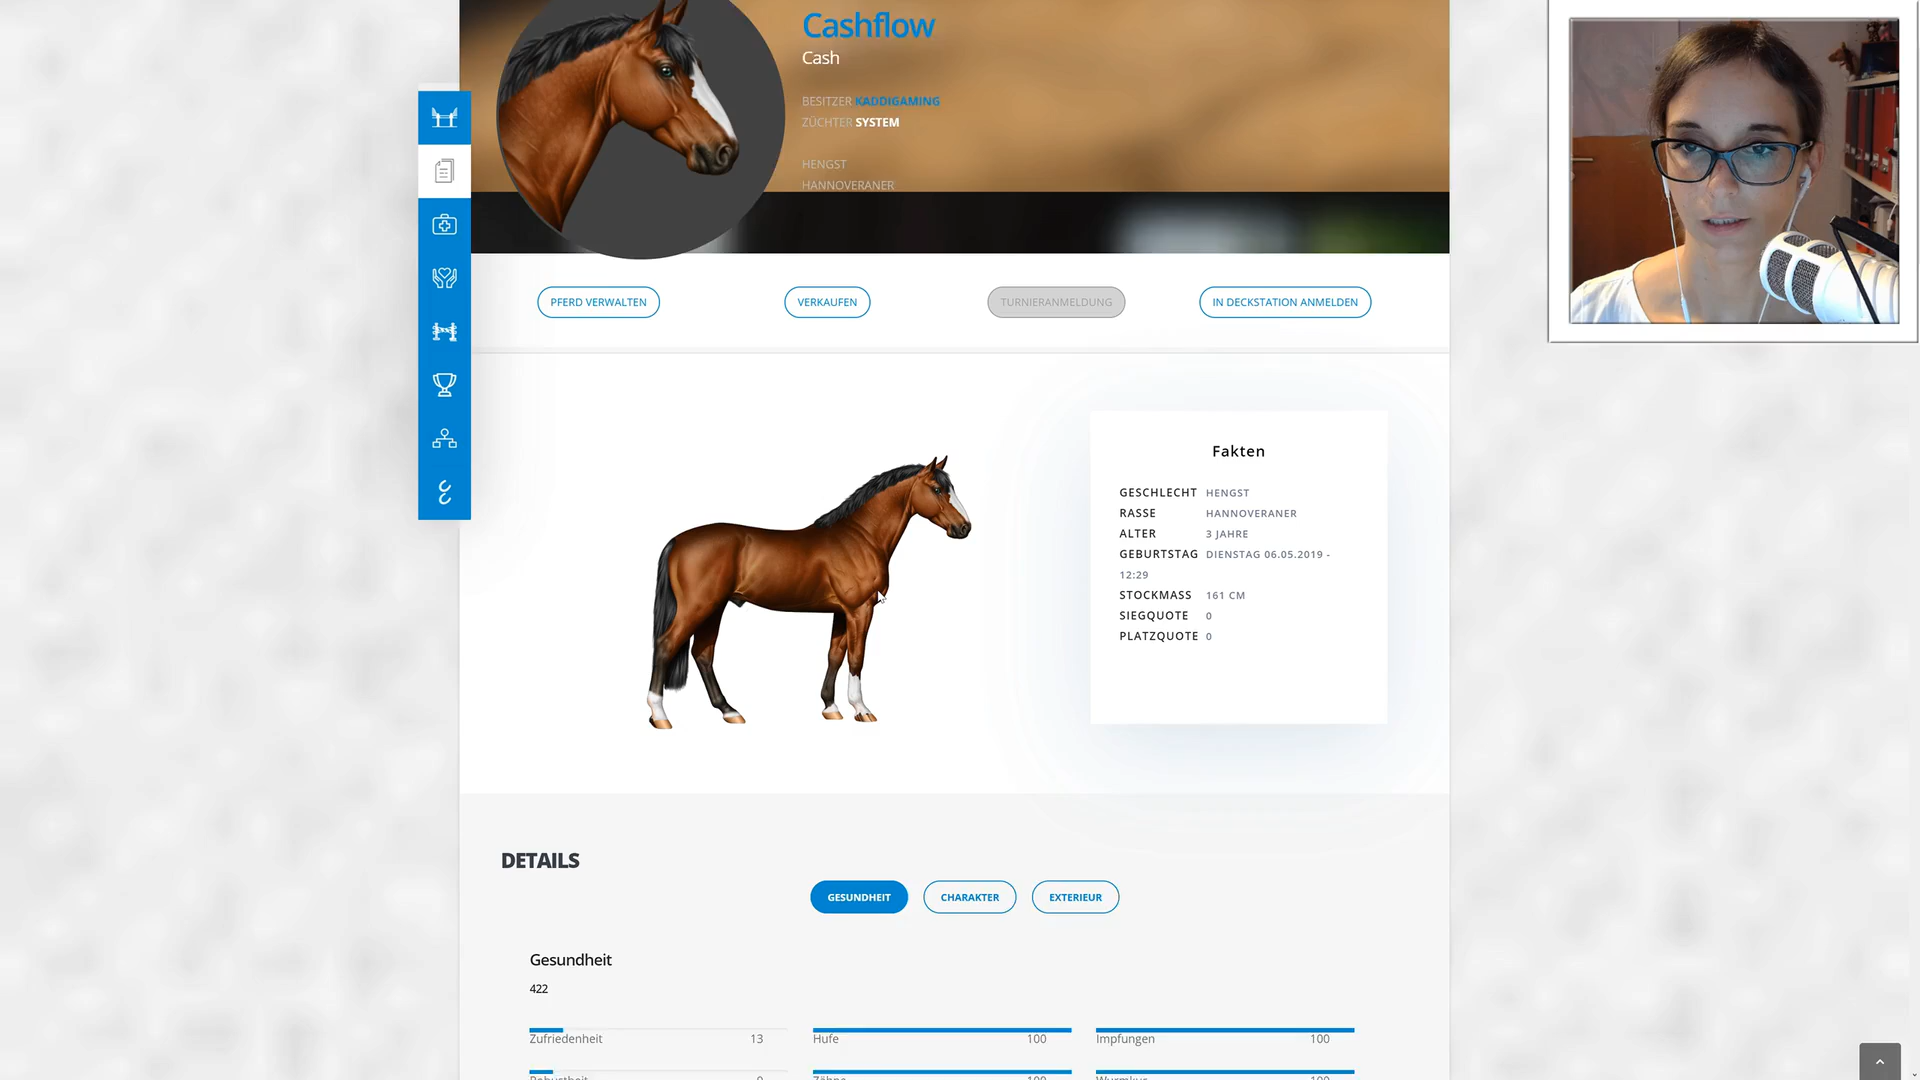 Cashflow
Cash
BESITZER KADDIGAMING
ZÜCHTER SYSTEM
HENGST
HANNOVERANER
PFERD VERWALTEN
VERKAUFEN
TURNIERANMELDUNG
IN DECKSTATION ANMELDEN
Fakten
GESCHLECHT HENGST
RASSE HANNOVERANER
ALTER 3 JAHRE
GEBURTSTAG DIENSTAG 06.05.2019 -
12:29
STOCKMASS 161 CM
SIEGQUOTE 0
PLATZQUOTE 0
DETAILS
GESUNDHEIT
CHARAKTER
EXTERIEUR
Gesundheit
422
Zufriedenheit 13
Hufe 100
Impfungen 100